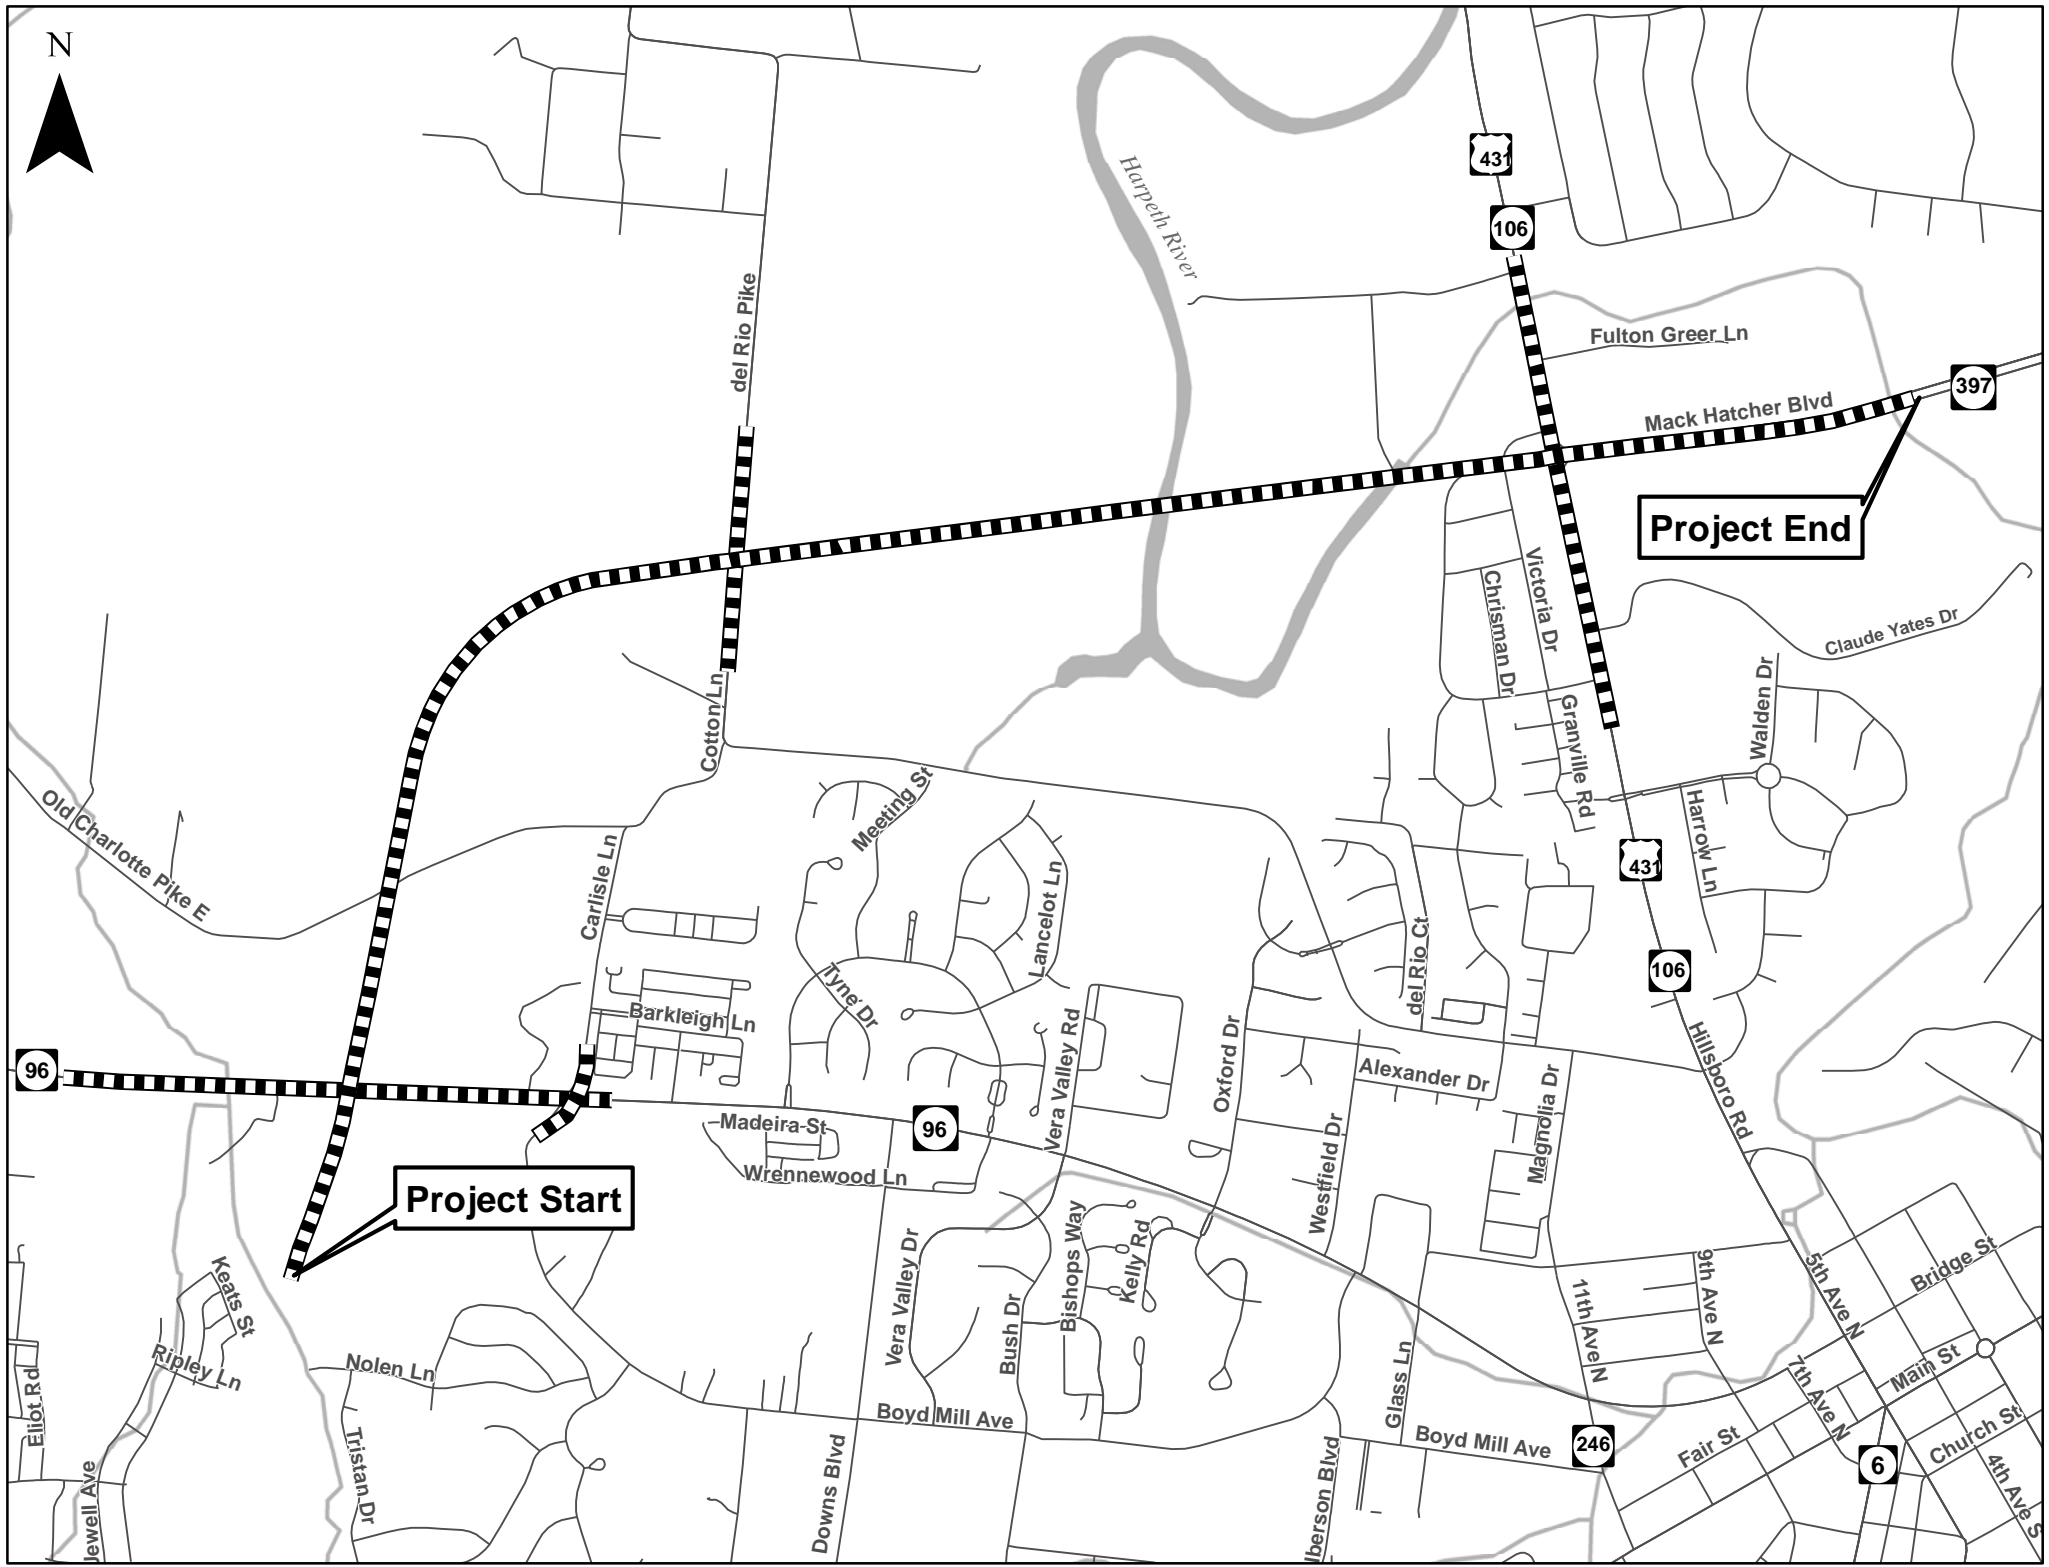 N
431
Harpeth River
106
del Rio Pike
Fulton Greer Ln
397
Mack Hatcher Blvd
Project End
Victoria Dr
Chrisman Dr
Claude Yates Dr
Walden Dr
Granville Rd
Cotton Ln
Meeting St
Old Charlotte Pike E
Carlisle Ln
Harrow Ln
431
Lancelot Ln
del Rio Ct
106
Tyne Dr
Barkleigh Ln
Vera Valley Rd
Oxford Dr
Hillsboro Rd
96
Alexander Dr
Magnolia Dr
Madeira St
96
Westfield Dr
Wrennewood Ln
Project Start
Bishops Way
Kelly Rd
Vera Valley Dr
Keats St
Bush Dr
11th Ave N
9th Ave N
5th Ave N
Bridge St
Ripley Ln
Nolen Ln
Glass Ln
7th Ave N
Main St
Eliot Rd
Boyd Mill Ave
Boyd Mill Ave
246
Fair St
Church St
6
Tristan Dr
Jewell Ave
Downs Blvd
lberson Blvd
4th Ave S